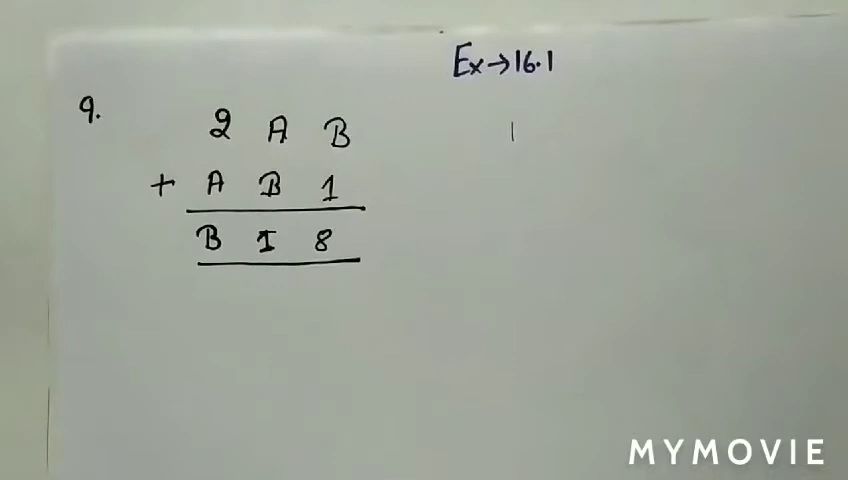 Ex→16.1
9.
2 A B
+ A B 1
B 1 8
MYMOVIE